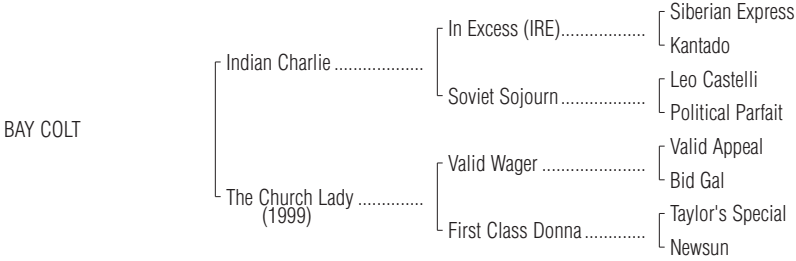 Siberian Express
In Excess (IRE)...................
Kantado
Indian Charlie ....................
Leo Castelli
Soviet Sojourn...................
Political Parfait
BAY COLT
Valid Appeal
Valid Wager .......................
Bid Gal
The Church Lady ..............
(1999)
Taylor's Special
First Class Donna.............
Newsun